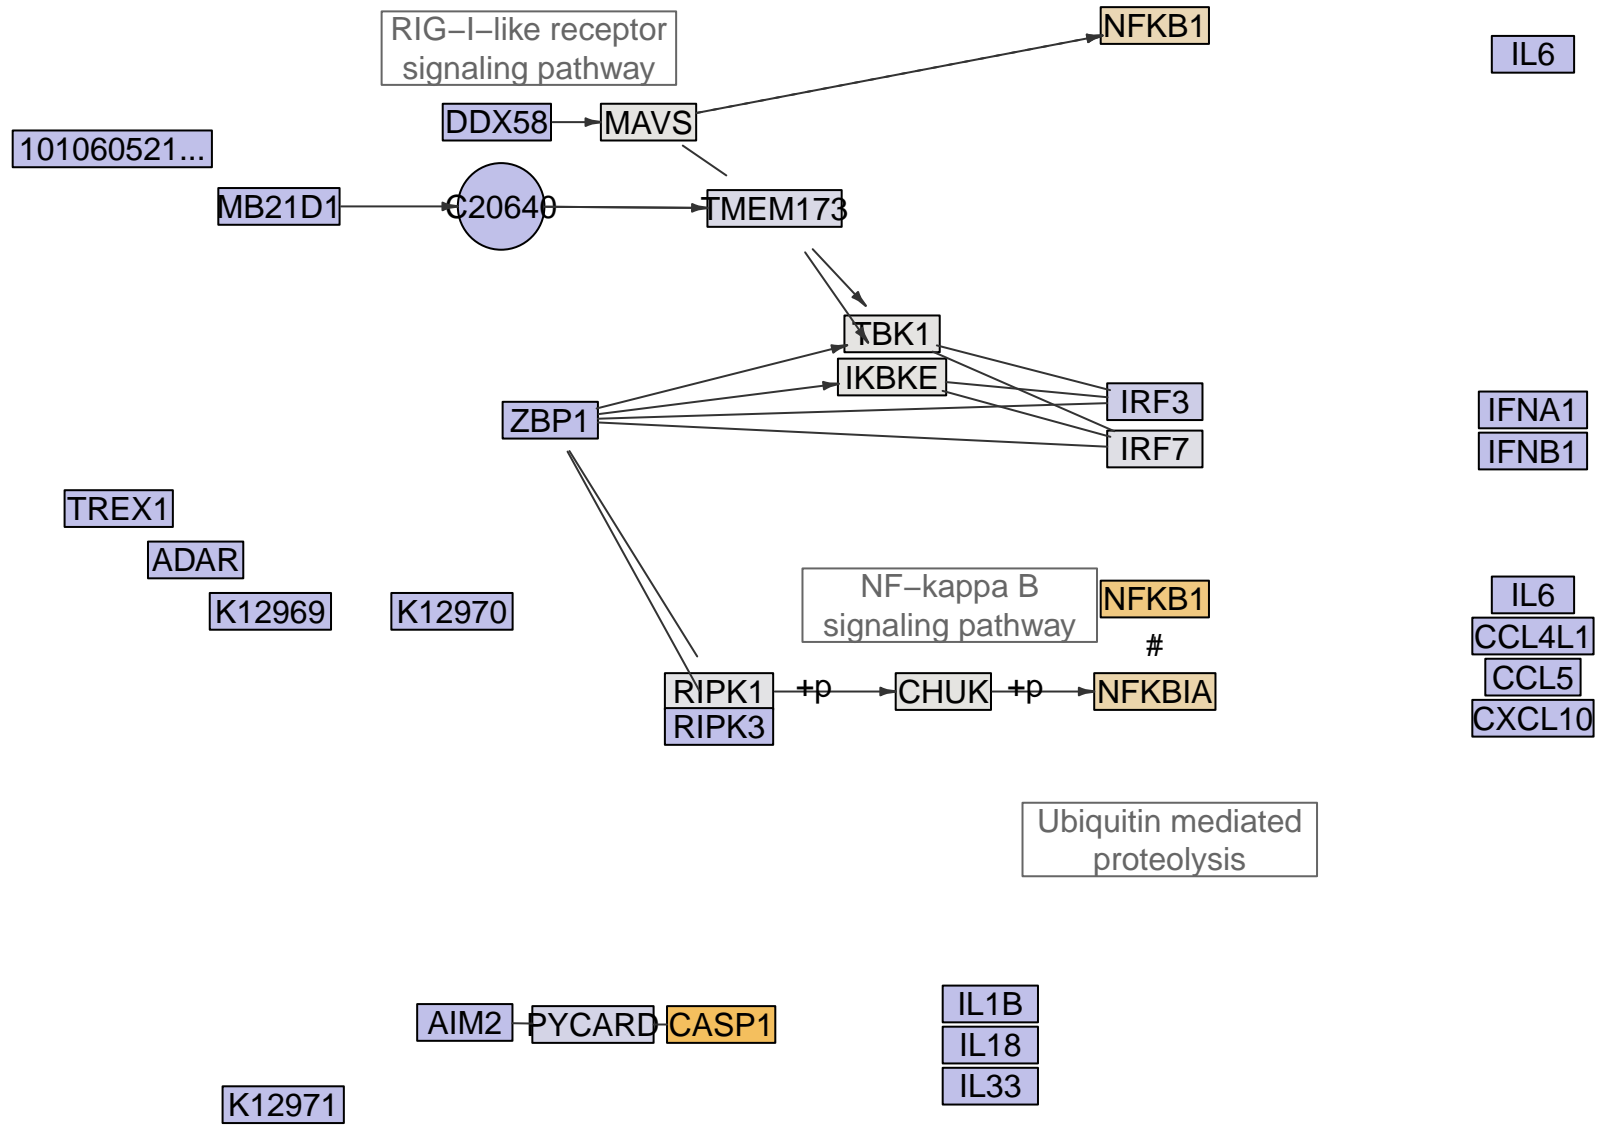 RIG−I−like receptor
signaling pathway
NFKB1
IL6
DDX58
MAVS
101060521...
MB21D1
C20640
TMEM173
TBK1
IKBKE
ZBP1
IRF3
IRF7
IFNA1
IFNB1
TREX1
ADAR
K12969
K12970
NF−kappa B
signaling pathway
NFKB1
#
IL6
CCL4L1
CCL5
CXCL10
RIPK1
+p
CHUK
+p
NFKBIA
RIPK3
Ubiquitin mediated
proteolysis
AIM2
PYCARD
CASP1
IL1B
IL18
IL33
K12971